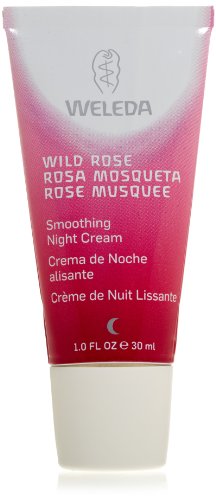 WELEDA
WILD ROSE
ROSA MOSQUETA
ROSE MUSQUEE
Smoothing
Night Cream
Crema de Noche
alisante
Crème de Nuit Lissante
1.0 FL OZ ℮ 30 ml